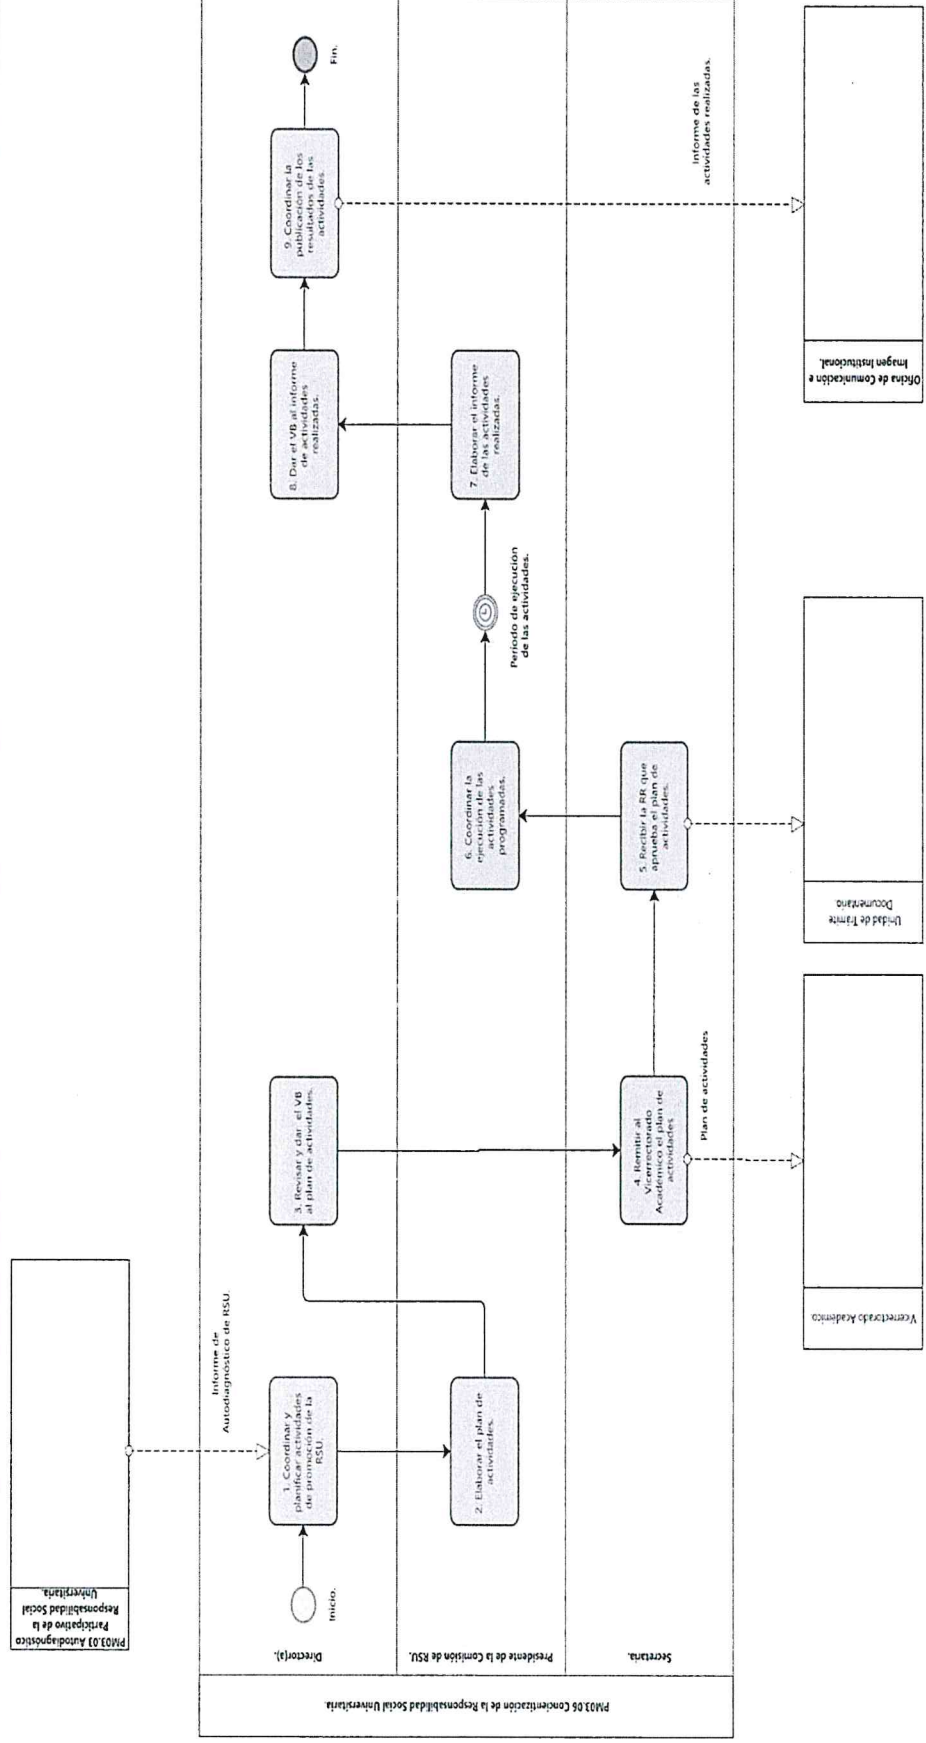 PM03.03 Autodiagnóstico
Participativo de la
Responsabilidad Social
Universitaria.
Informe de
Autodiagnóstico de RSU.
PM03.06 Concientización de la Responsabilidad Social Universitaria.
Director(a).
Inicio.
1. Coordinar y
planificar actividades
de promoción de la
RSU.
3. Revisar y dar el VB
al plan de actividades.
8. Dar el VB al informe
de actividades
realizadas.
9. Coordinar la
publicación de los
resultados de las
actividades.
Fin.
Presidente de la Comisión de RSU.
2. Elaborar el plan de
actividades.
6. Coordinar la
ejecución de las
actividades
programadas.
Periodo de ejecución
de las actividades.
7. Elaborar el informe
de las actividades
realizadas.
Secretaria.
4. Remitir al
Vicerrectorado
Académico el plan de
actividades
Plan de actividades
5. Recibir la RR que
aprueba el plan de
actividades.
Informe de las
actividades realizadas.
Vicerrectorado Académico.
Unidad de Trámite
Documentario.
Oficina de Comunicación e
Imagen Institucional.